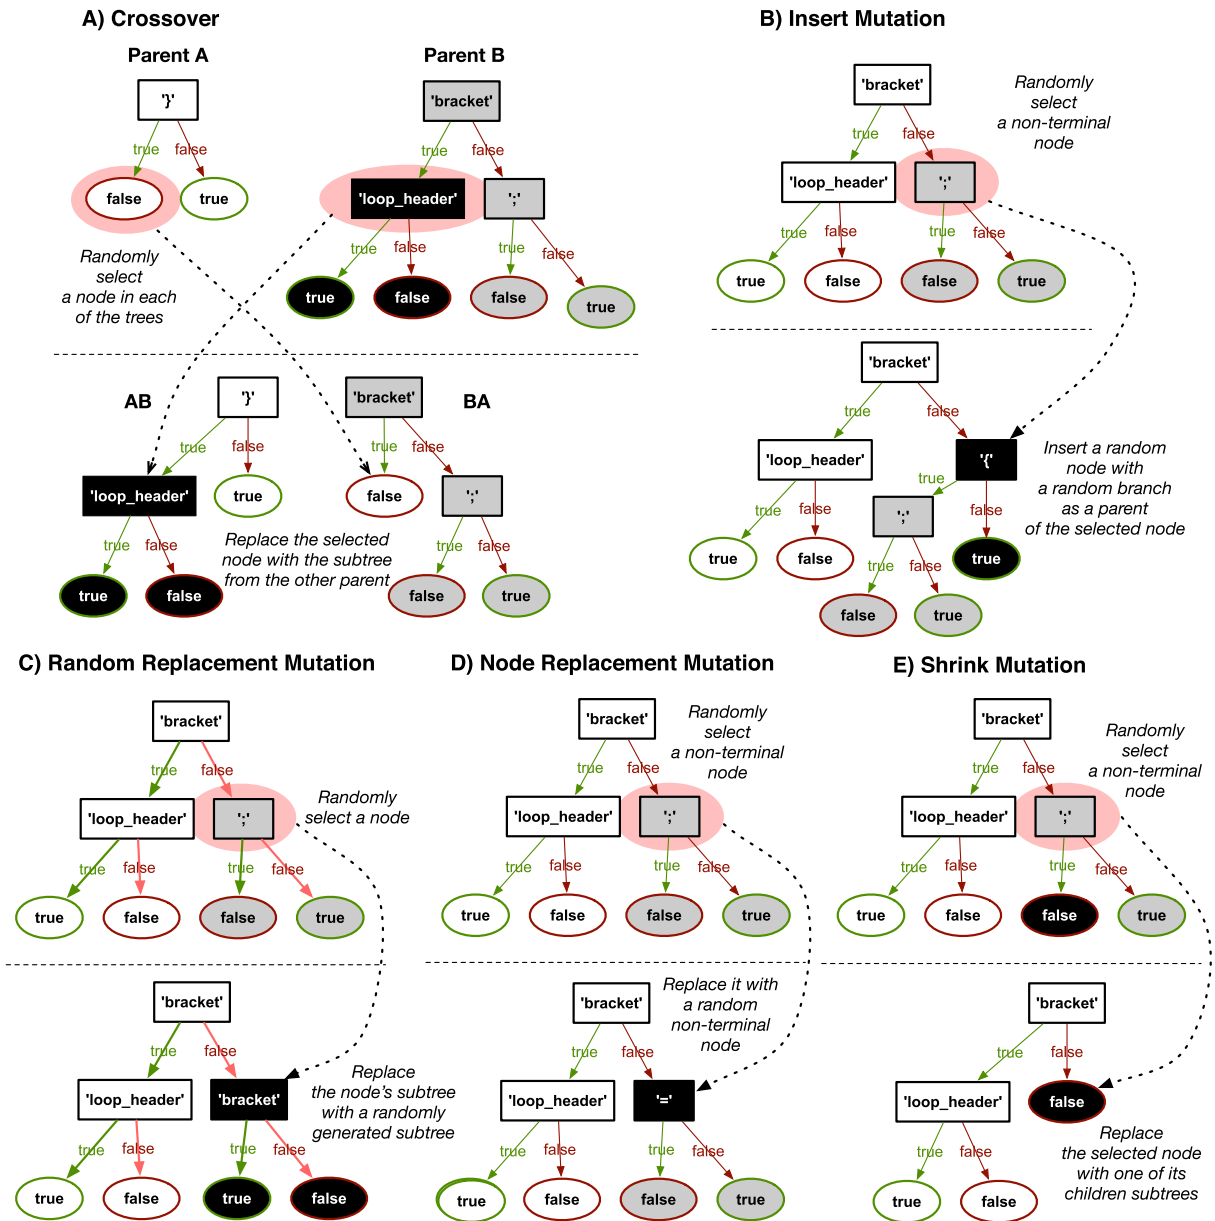 A) Crossover
Parent A
Parent B
'}'
true
false
false
true
'bracket'
true
false
'loop_header'
';'
true
false
true
false
true
false
false
true
Randomly
select
a node in each
of the trees
AB
'}'
true
false
'loop_header'
true
true
false
true
false
'bracket'
BA
true
false
false
';'
true
false
false
true
Replace the selected
node with the subtree
from the other parent
B) Insert Mutation
'bracket'
Randomly
select
a non-terminal
node
true
false
'loop_header'
';'
true
false
true
false
true
false
false
true
'bracket'
true
false
'loop_header'
'{'
true
false
true
false
';'
true
false
true
true
false
false
true
Insert a random
node with
a random branch
as a parent
of the selected node
C) Random Replacement Mutation
'bracket'
true
false
'loop_header'
';'
Randomly
select a node
true
false
true
false
true
false
false
true
'bracket'
true
false
'loop_header'
'bracket'
Replace
the node's subtree
with a randomly
generated subtree
true
false
true
false
true
false
true
false
D) Node Replacement Mutation
'bracket'
Randomly
select
a non-terminal
node
true
false
'loop_header'
';'
true
false
true
false
true
false
false
true
'bracket'
Replace it with
a random
non-terminal
node
true
false
'loop_header'
'='
true
false
true
false
true
false
false
true
E) Shrink Mutation
'bracket'
Randomly
select
a non-terminal
node
true
false
'loop_header'
';'
true
false
true
false
true
false
false
true
'bracket'
true
false
'loop_header'
false
true
false
true
false
Replace
the selected node
with one of its
children subtrees